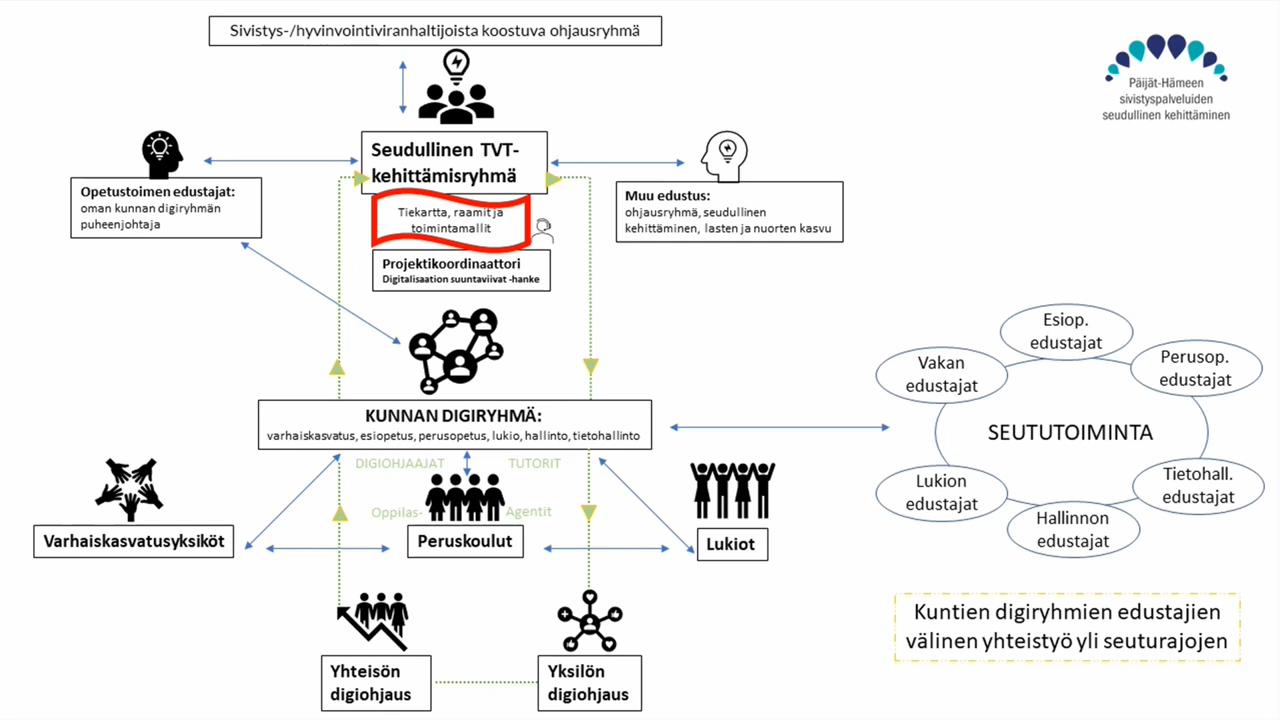 Sivistys-/hyvinvointiviranhaltijoista koostuva ohjausryhmä
Päijät-Hämeen
sivistyspalveluiden
seudullinen kehittäminen
Seudullinen TVT-
kehittämisryhmä
Opetustoimen edustajat:
oman kunnan digiryhmän
puheenjohtaja
Muu edustus:
ohjausryhmä, seudullinen
kehittäminen, lasten ja nuorten kasvu
Tiekartta, raamit ja
toimintamallit
Projektikoordinaattori
Digitalisaation suuntaviivat -hanke
KUNNAN DIGIRYHMÄ:
varhaiskasvatus, esiopetus, perusopetus, lukio, hallinto, tietohallinto
Esiop.
edustajat
Vakan
edustajat
Perusop.
edustajat
SEUTUTOIMINTA
Lukion
edustajat
Tietohall.
edustajat
Hallinnon
edustajat
DIGIOHJAAJAT
TUTORIT
Oppilas-
Agentit
Varhaiskasvatusyksiköt
Peruskoulut
Lukiot
Kuntien digiryhmien edustajien
välinen yhteistyö yli seuturajojen
Yhteisön
digiohjaus
Yksilön
digiohjaus